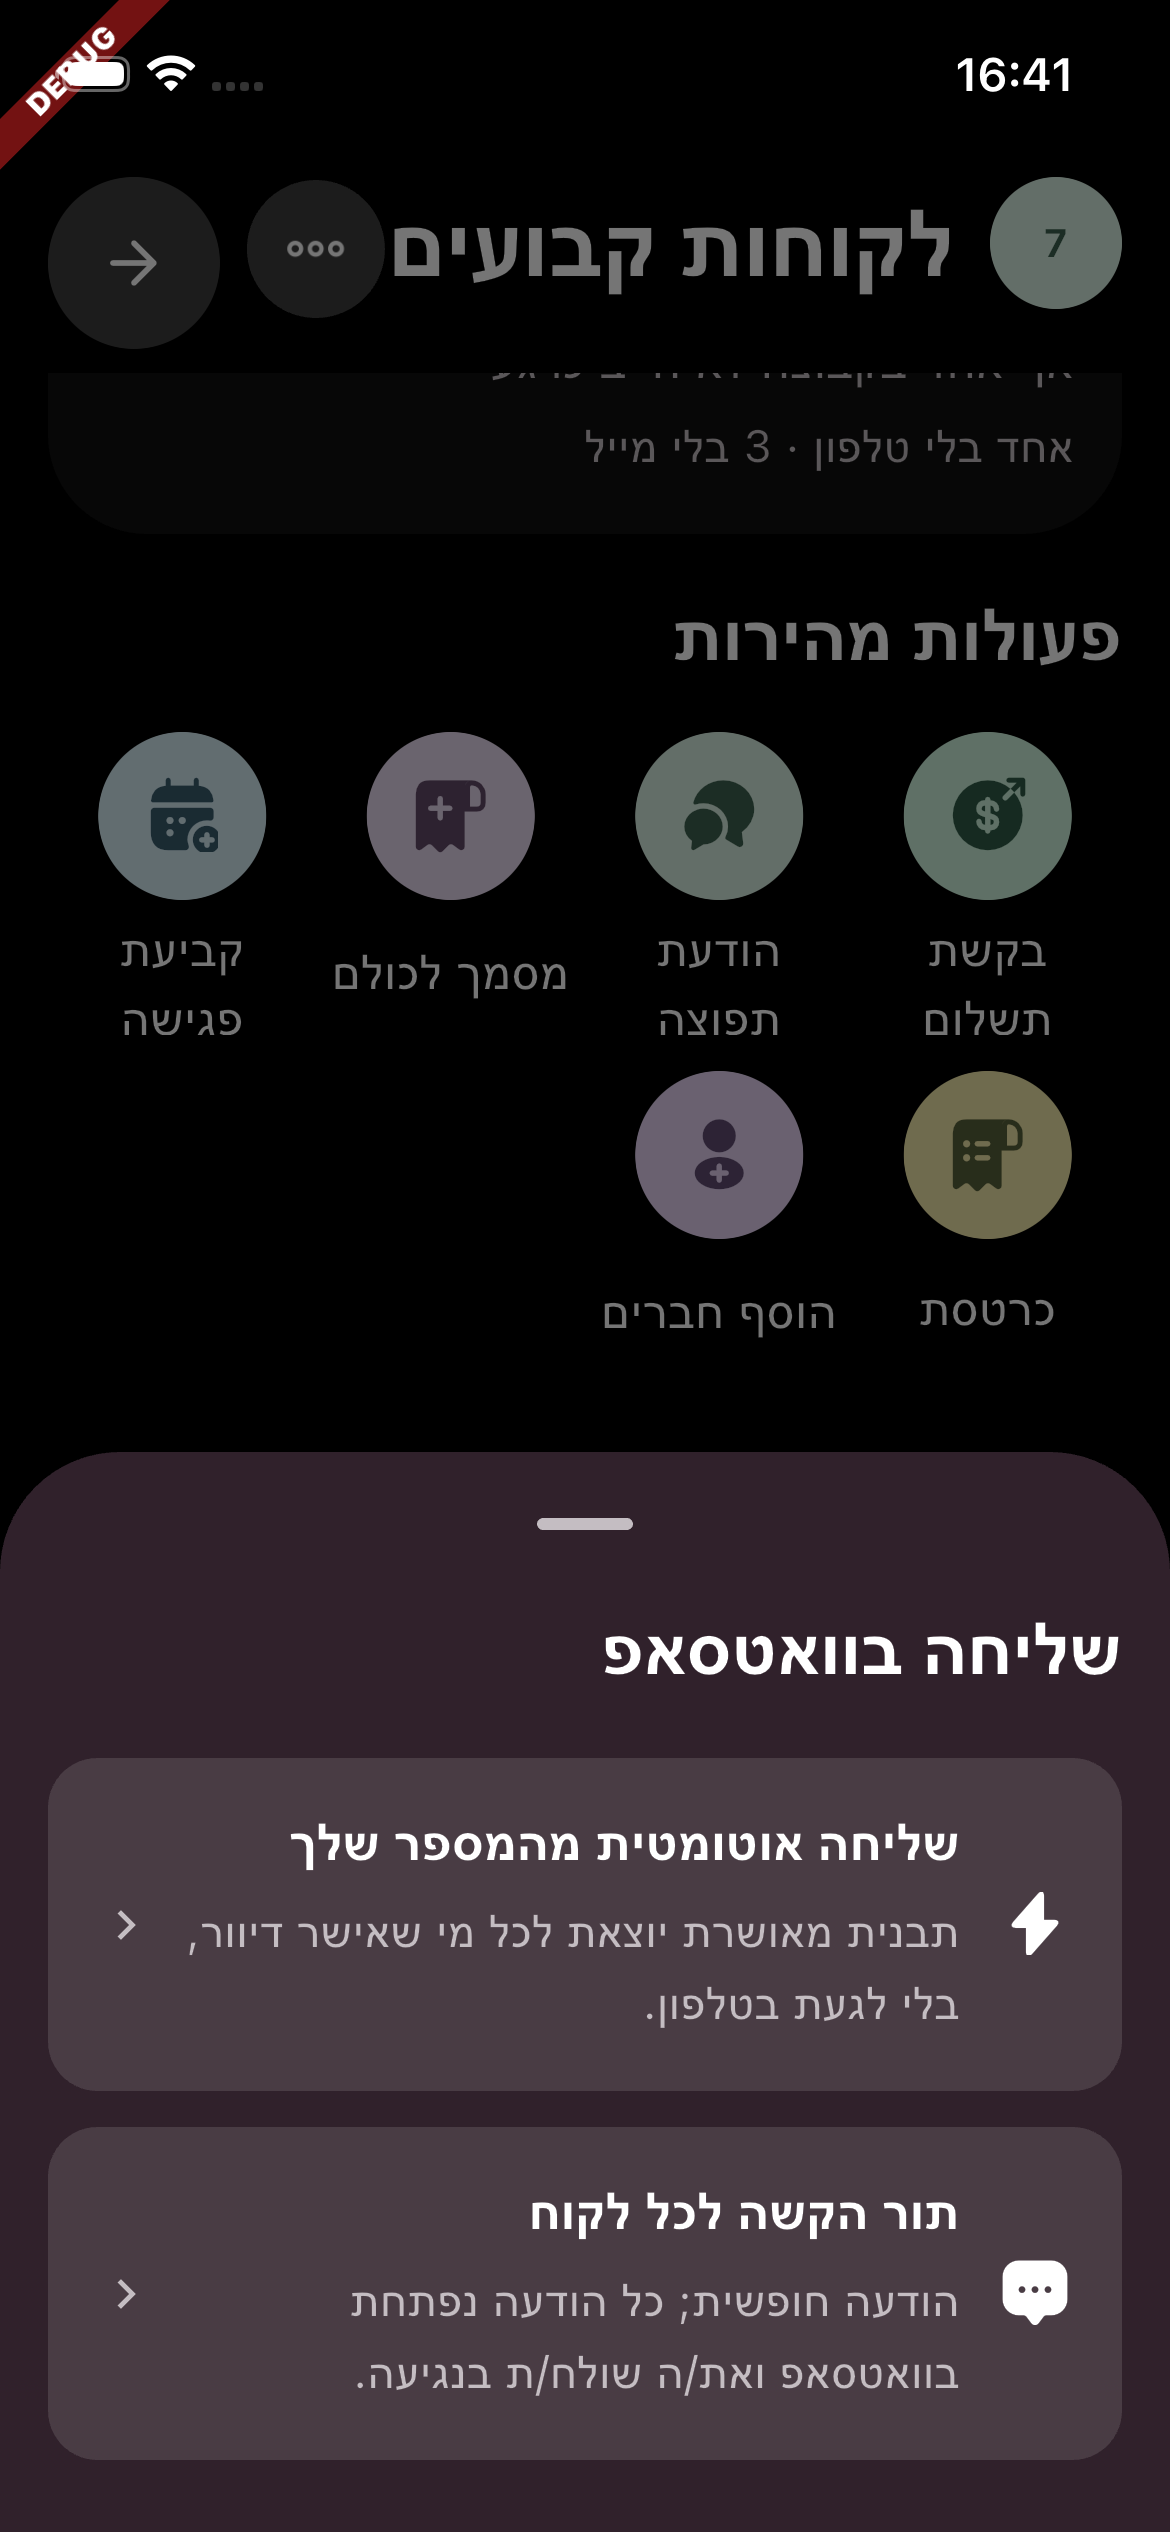 DEBUG
16:41
7
לקוחות קבועים
אחד בלי טלפון · 3 בלי מייל
פעולות מהירות
בקשת
תשלום
הודעת
תפוצה
מסמך לכולם
קביעת
פגישה
כרטסת
הוסף חברים
שליחה בוואטסאפ
שליחה אוטומטית מהמספר שלך
תבנית מאושרת יוצאת לכל מי שאישר דיוור,
בלי לגעת בטלפון.
תור הקשה לכל לקוח
הודעה חופשית; כל הודעה נפתחת
בוואטסאפ ואת/ה שולח/ת בנגיעה.